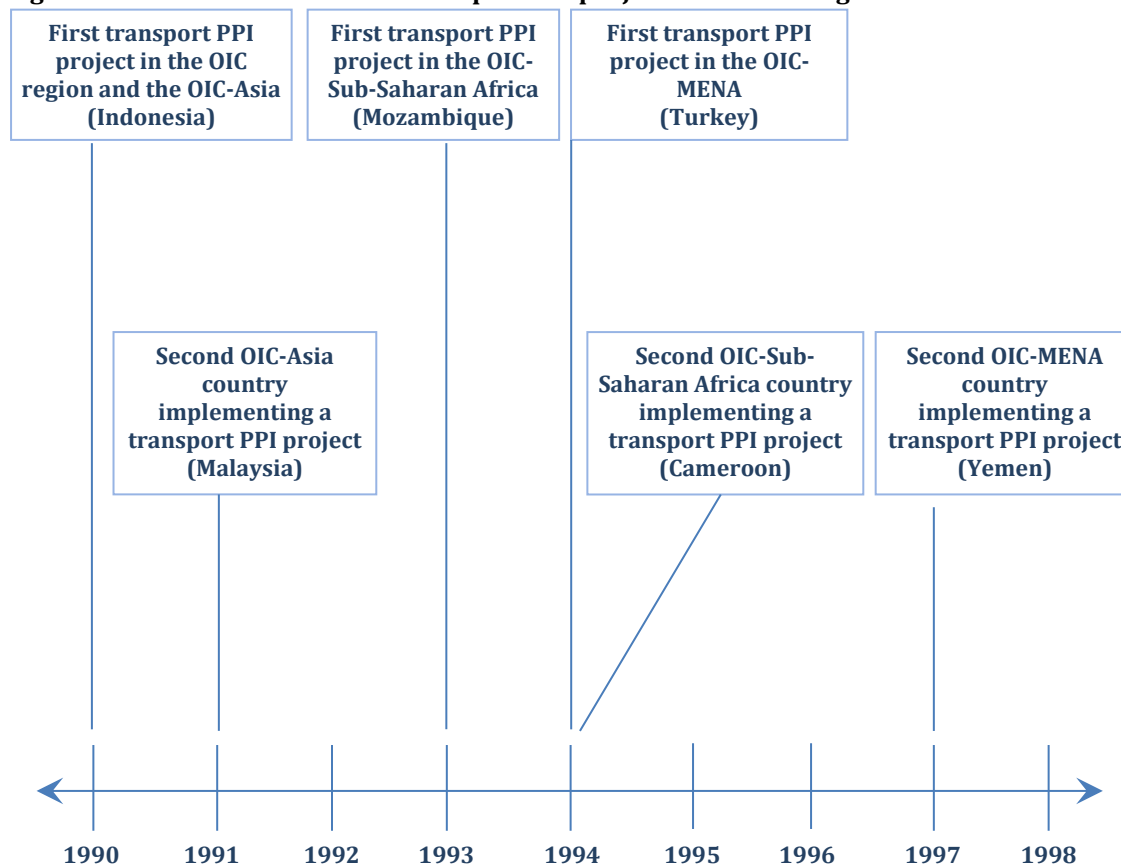 First transport PPI
project in the OIC
region and the OIC-Asia
(Indonesia)
First transport PPI
project in the OIC-
Sub-Saharan Africa
(Mozambique)
First transport PPI
project in the OIC-
MENA
(Turkey)
Second OIC-Asia
country
implementing a
transport PPI project
(Malaysia)
Second OIC-Sub-
Saharan Africa country
implementing a
transport PPI project
(Cameroon)
Second OIC-MENA
country
implementing a
transport PPI project
(Yemen)
1990 1991 1992 1993 1994 1995 1996 1997 1998